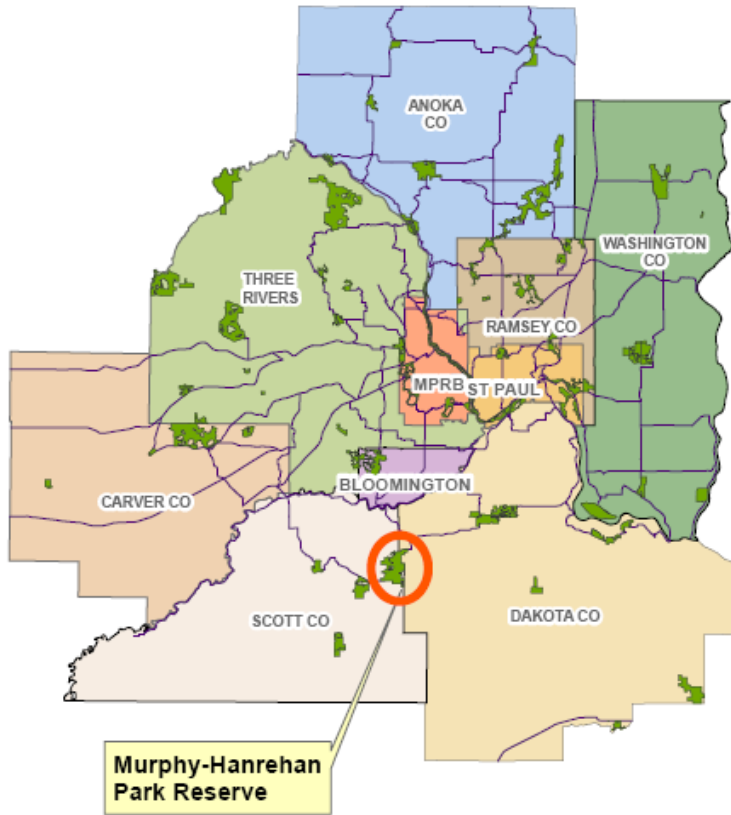 ANOKA
CO
WASHINGTON
CO
THREE
RIVERS
RAMSEY CO
MPRB
ST PAUL
BLOOMINGTON
CARVER CO
SCOTT CO
DAKOTA CO
Murphy-Hanrehan
Park Reserve